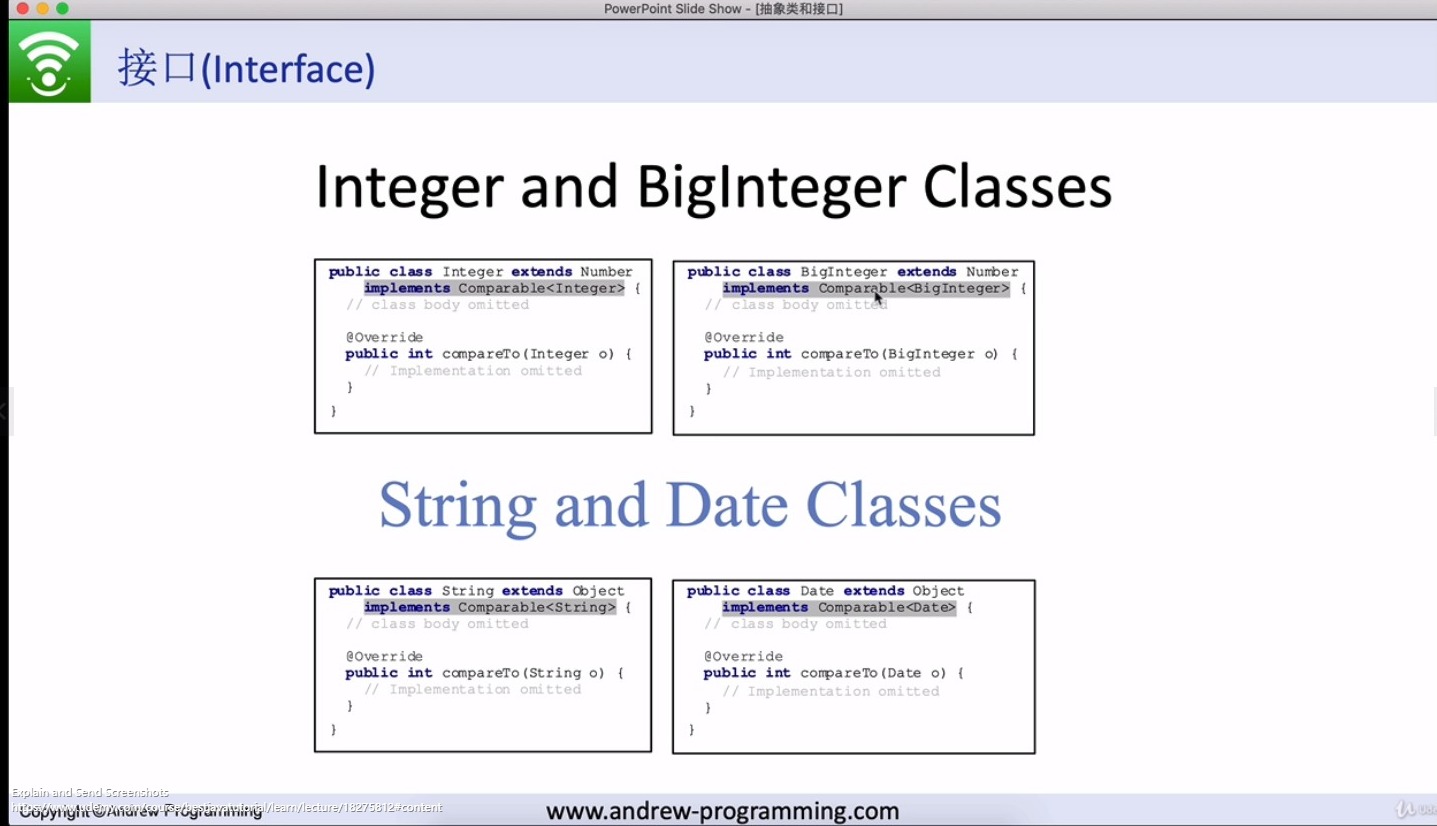 PowerPoint Slide Show - [抽象类和接口]
接口(Interface)
Integer and BigInteger Classes
public class Integer extends Number
implements Comparable<Integer> {
// class body omitted
@Override
public int compareTo(Integer o) {
// Implementation omitted
}
}
public class BigInteger extends Number
implements Comparable<BigInteger> {
// class body omitted
@Override
public int compareTo(BigInteger o) {
// Implementation omitted
}
}
String and Date Classes
public class String extends Object
implements Comparable<String> {
// class body omitted
@Override
public int compareTo(String o) {
// Implementation omitted
}
}
public class Date extends Object
implements Comparable<Date> {
// class body omitted
@Override
public int compareTo(Date o) {
// Implementation omitted
}
}
Explain and Send Screenshots
https://www.udemy.com/course/bestjavatutorial/learn/lecture/18275812#content
Copyright©Andrew Programming
www.andrew-programming.com